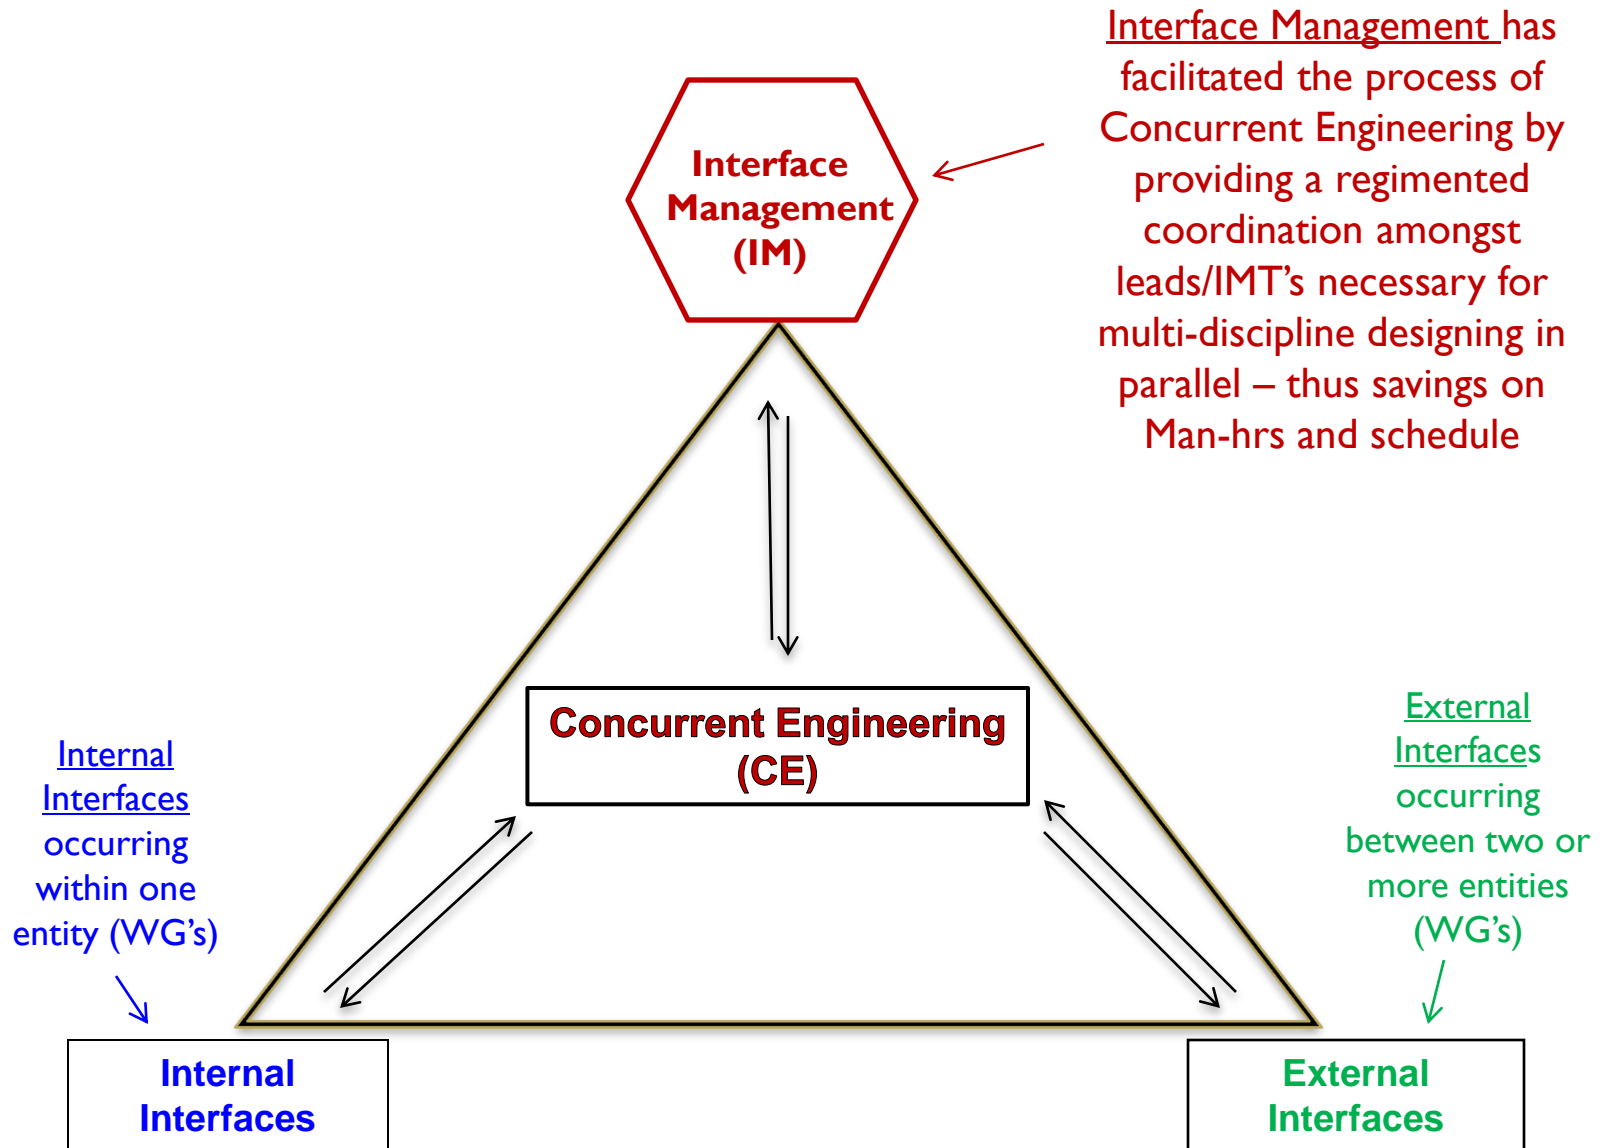 Interface Management has
facilitated the process of
Concurrent Engineering by
providing a regimented
coordination amongst
leads/IMT’s necessary for
multi-discipline designing in
parallel – thus savings on
Man-hrs and schedule
Interface
Management
(IM)
Concurrent Engineering
(CE)
Internal
Interfaces
occurring
within one
entity (WG’s)
External
Interfaces
occurring
between two or
more entities
(WG’s)
Internal
Interfaces
External
Interfaces